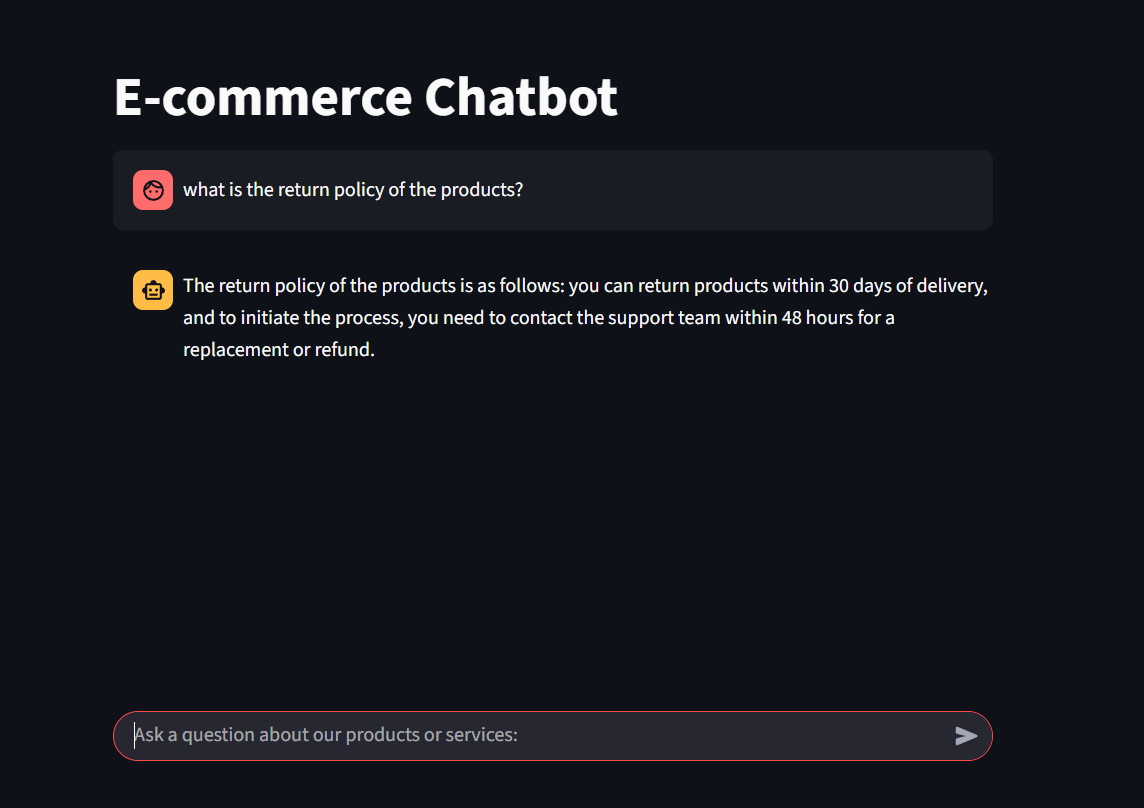 E-commerce Chatbot
what is the return policy of the products?
The return policy of the products is as follows: you can return products within 30 days of delivery,
and to initiate the process, you need to contact the support team within 48 hours for a
replacement or refund.
Ask a question about our products or services: